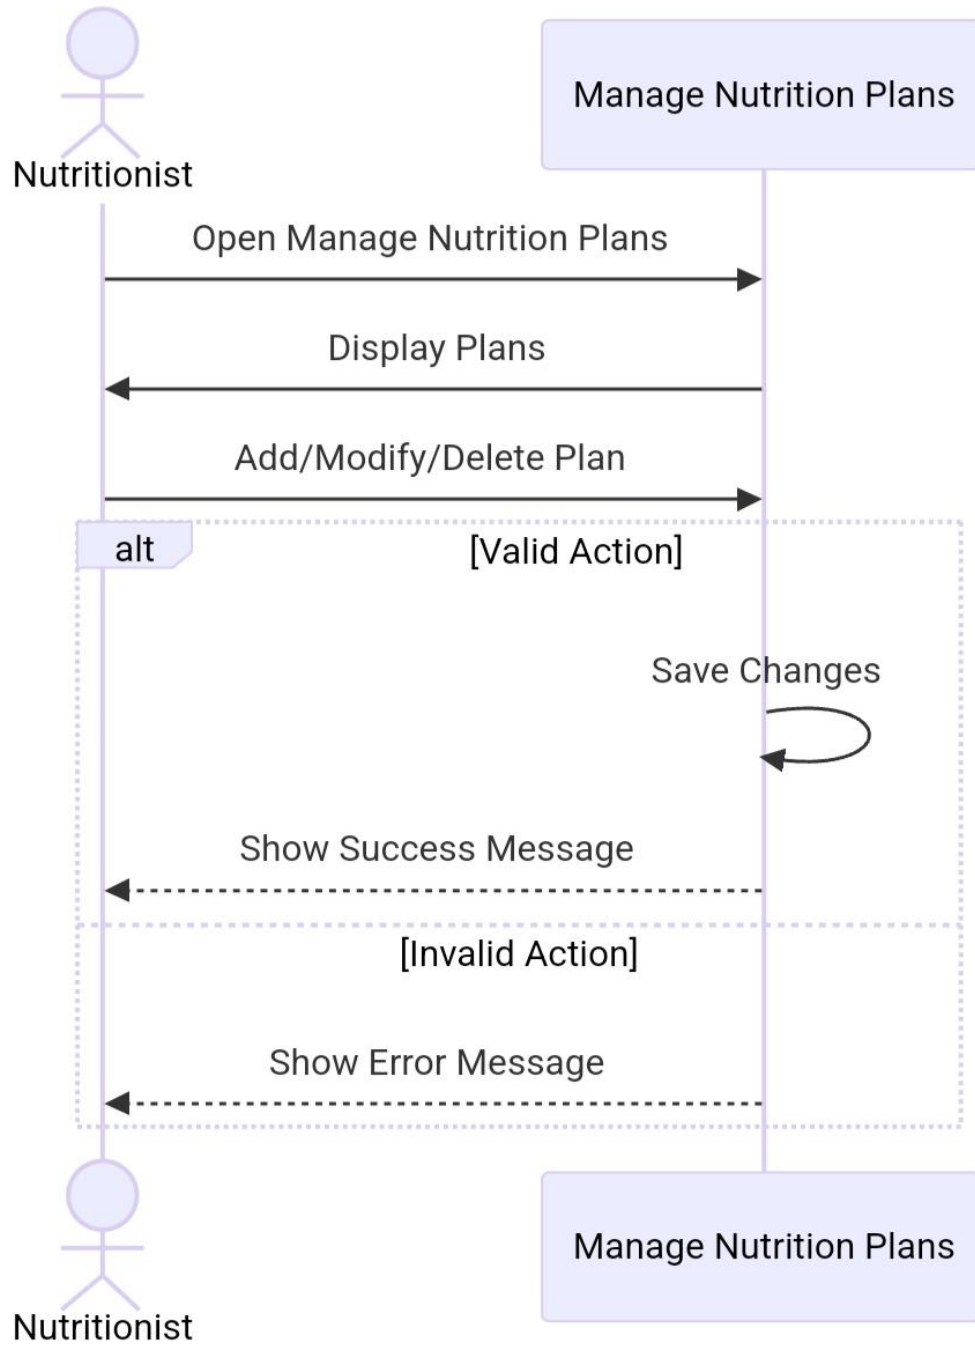 Nutritionist
Manage Nutrition Plans
Open Manage Nutrition Plans
Display Plans
Add/Modify/Delete Plan
alt
[Valid Action]
Save Changes
Show Success Message
[Invalid Action]
Show Error Message
Nutritionist
Manage Nutrition Plans